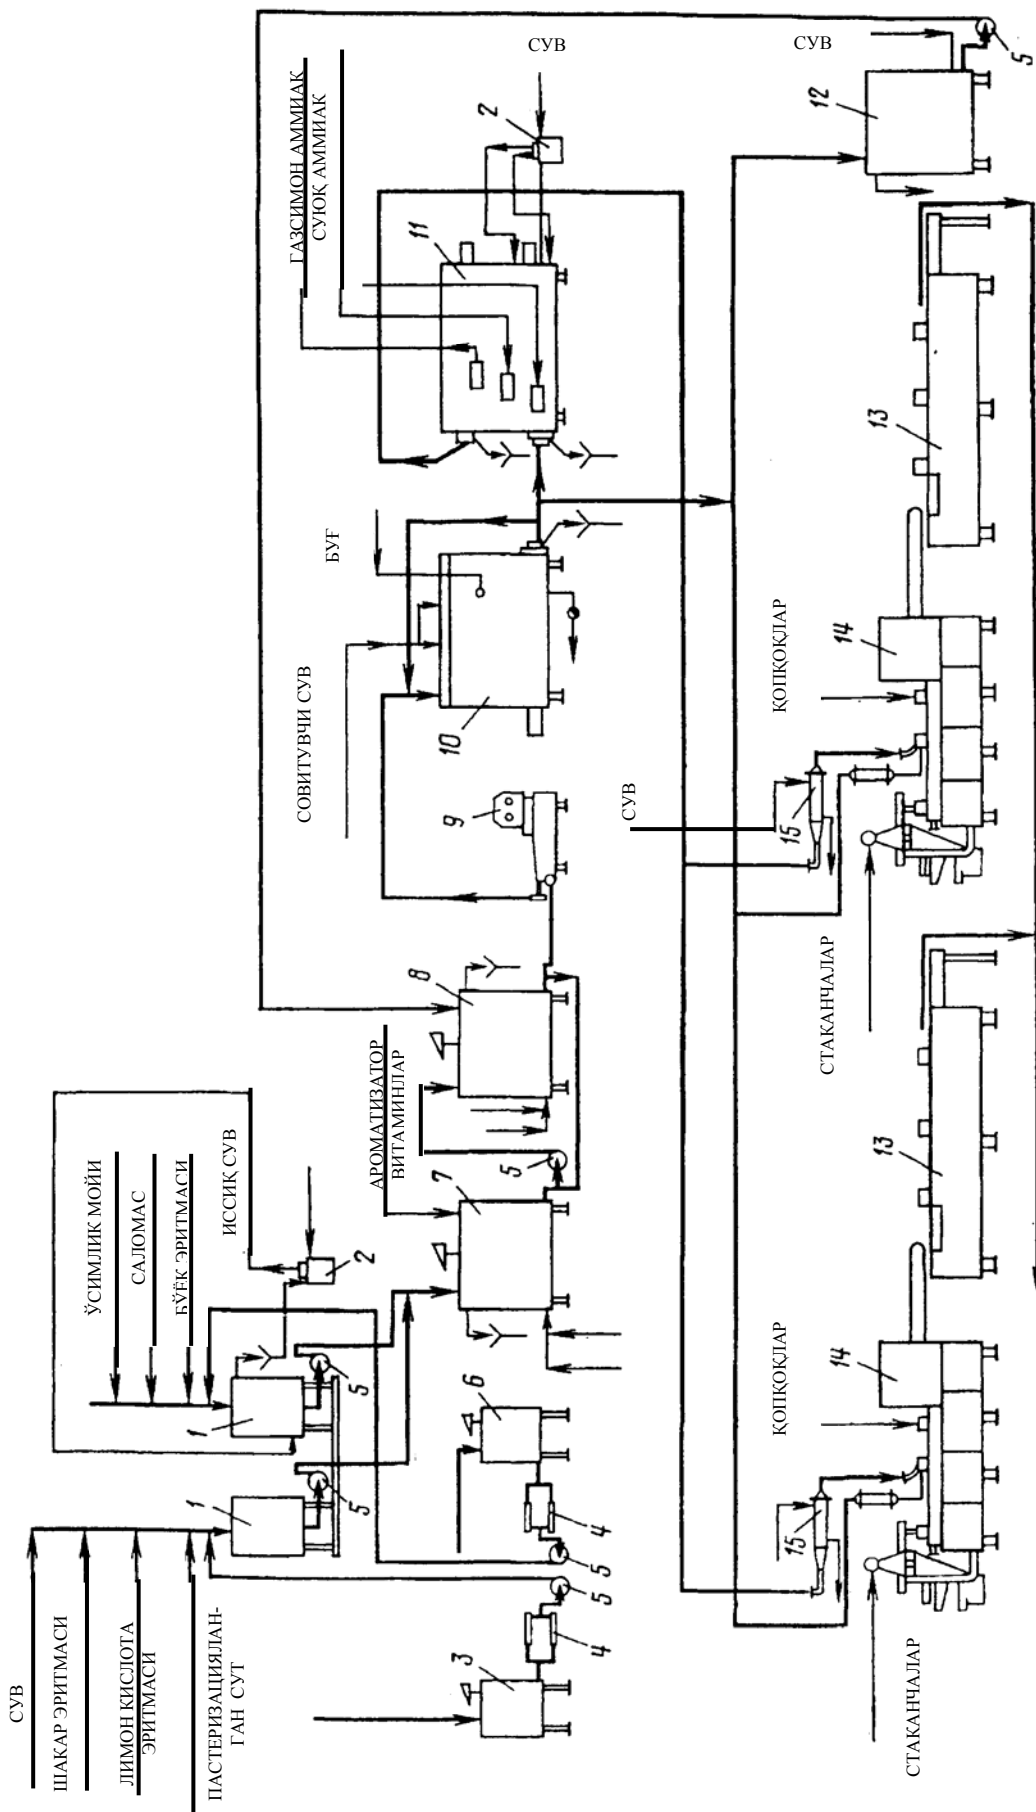 СУВ
ШАКАР ЭРИТМАСИ
ЛИМОН КИСЛОТА
ЭРИТМАСИ
ПАСТЕРИЗАЦИЯЛАН-
ГАН СУТ
ЎСИМЛИК МОЙИ
САЛОМАС
БЎЁК ЭРИТМАСИ
ИССИҚ СУВ
1
1
2
5
5
3
4
5
5
4
6
7
5
АРОМАТИЗАТОР
ВИТАМИНЛАР
8
9
СОВИТУВЧИ СУВ
БУҒ
10
ГАЗСИМОН АММИАК
СУЮҚ АММИАК
11
2
СУВ
СУВ
12
5
СТАКАНЧАЛАР
15
ҚОПҚОҚЛАР
14
13
СУВ
СТАКАНЧАЛАР
15
ҚОПҚОҚЛАР
14
13